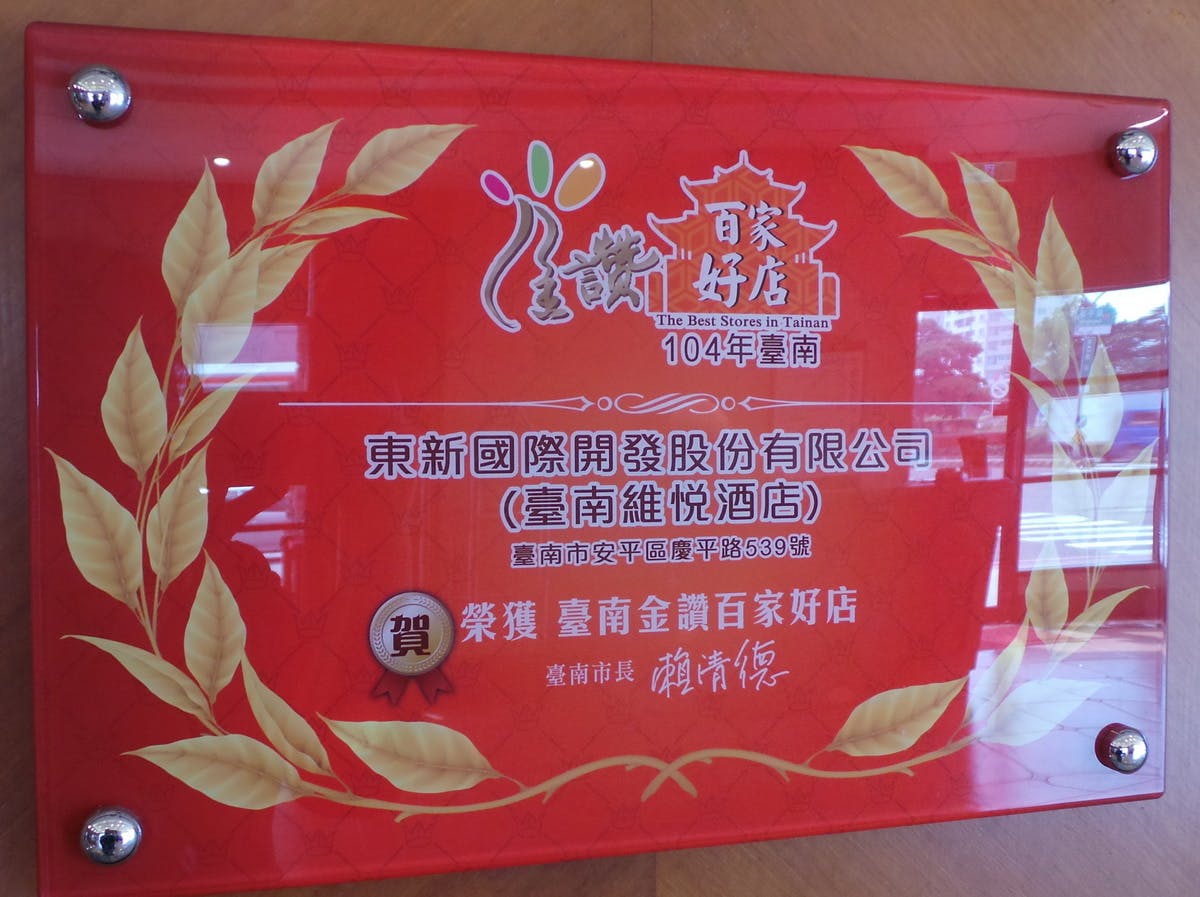 金讚
百家
好店
The Best Stores in Tainan
104年臺南
東新國際開發股份有限公司
(臺南維悅酒店)
臺南市安平區慶平路539號
賀 榮獲 臺南金讚百家好店
臺南市長 賴清德